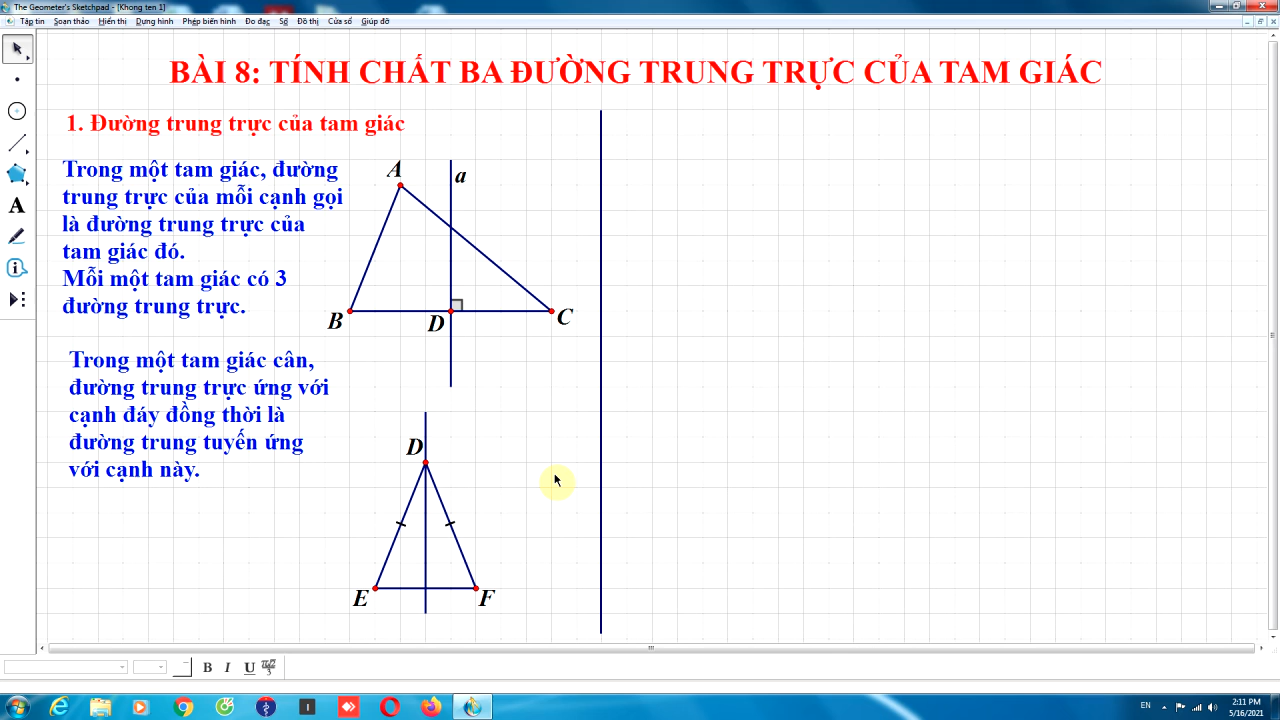 The Geometer's Sketchpad - [Khong ten 1]
Tập tin Soạn thảo Hiển thị Dựng hình Phép biến hình Đo đạc Số Đồ thị Cửa sổ Giúp đỡ
BÀI 8: TÍNH CHẤT BA ĐƯỜNG TRUNG TRỰC CỦA TAM GIÁC
1. Đường trung trực của tam giác
Trong một tam giác, đường
trung trực của mỗi cạnh gọi
là đường trung trực của
tam giác đó.
Mỗi một tam giác có 3
đường trung trực.
A
a
B
D
C
Trong một tam giác cân,
đường trung trực ứng với
cạnh đáy đồng thời là
đường trung tuyến ứng
với cạnh này.
D
E
F
B I U
EN
2:11 PM
5/16/2021